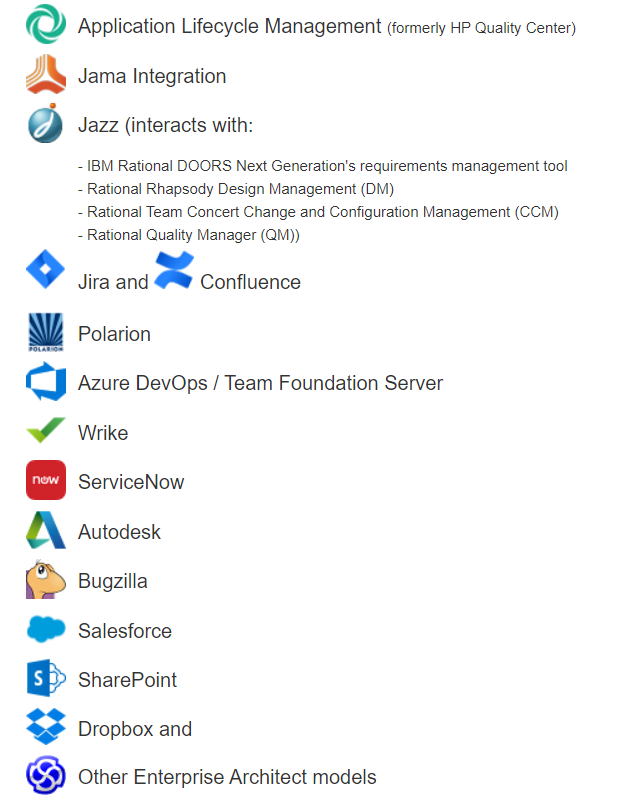 Application Lifecycle Management (formerly HP Quality Center)
Jama Integration
Jazz (interacts with:
- IBM Rational DOORS Next Generation's requirements management tool
- Rational Rhapsody Design Management (DM)
- Rational Team Concert Change and Configuration Management (CCM)
- Rational Quality Manager (QM))
Jira and Confluence
POLARION Polarion
Azure DevOps / Team Foundation Server
Wrike
now ServiceNow
Autodesk
Bugzilla
Salesforce
S SharePoint
Dropbox and
Other Enterprise Architect models